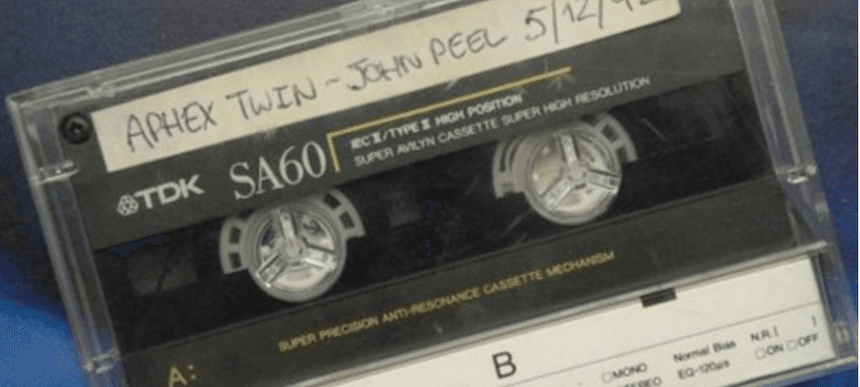 APHEX TWIN - JOHN PEEL 5/12/92
TDK SA60
IEC II/TYPE II HIGH POSITION
SUPER AVILYN CASSETTE SUPER HIGH RESOLUTION
SUPER PRECISION ANTI-RESONANCE CASSETTE MECHANISM
A:
B
□MONO Normal Bias N.R.[ ]
EQ-120µs □ON □OFF